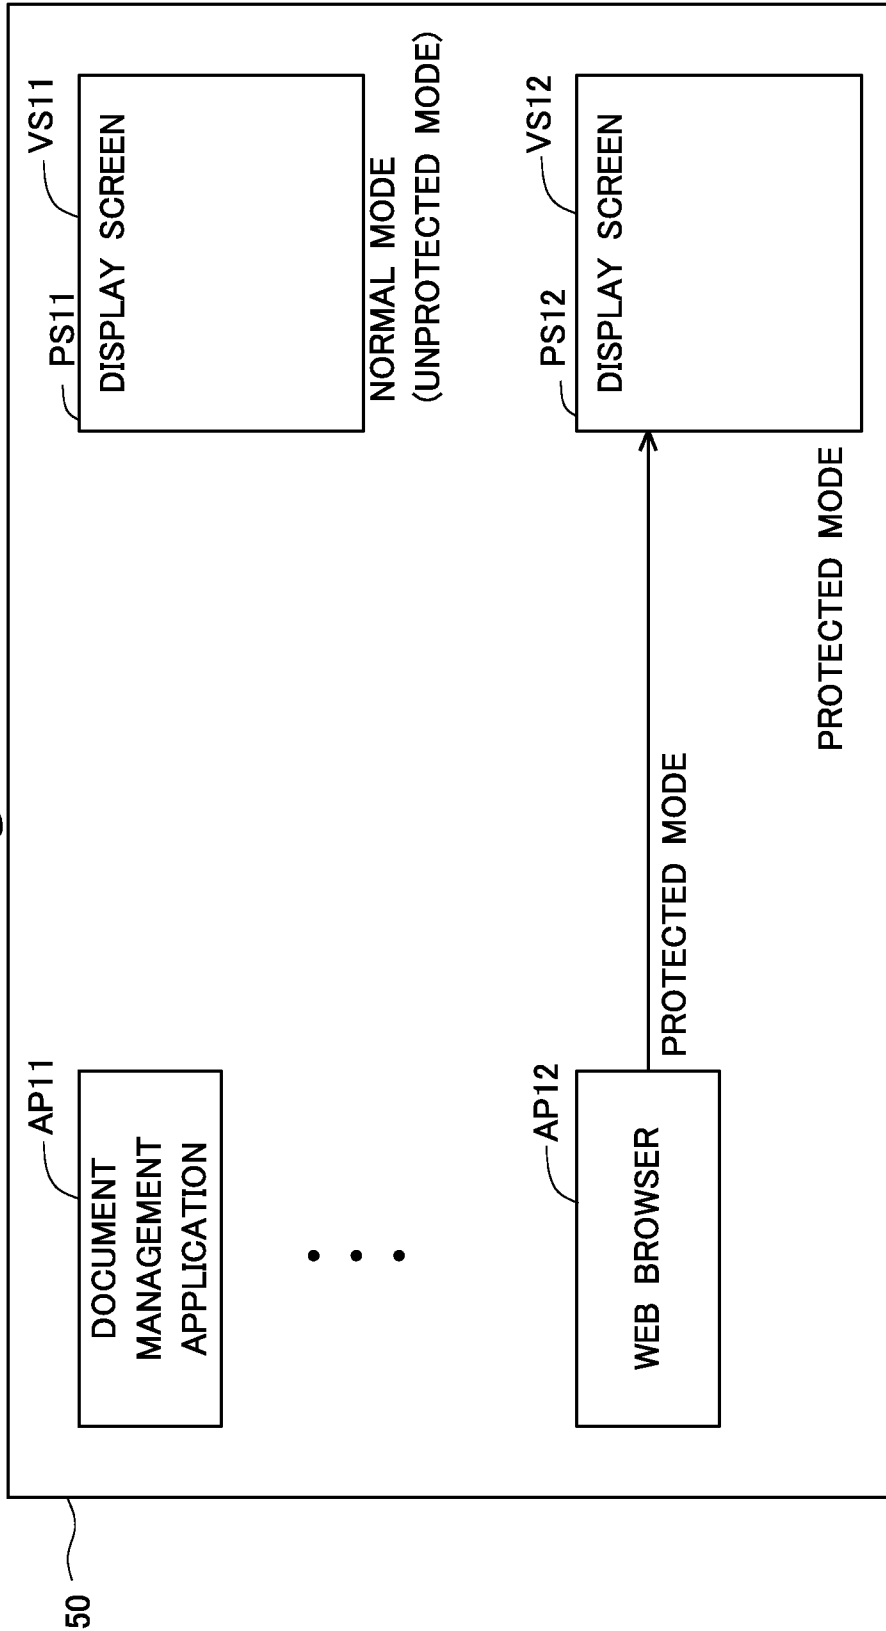 50
AP11
DOCUMENT
MANAGEMENT
APPLICATION
PS11
VS11
DISPLAY SCREEN
NORMAL MODE
(UNPROTECTED MODE)
AP12
WEB BROWSER
PROTECTED MODE
PS12
VS12
DISPLAY SCREEN
PROTECTED MODE